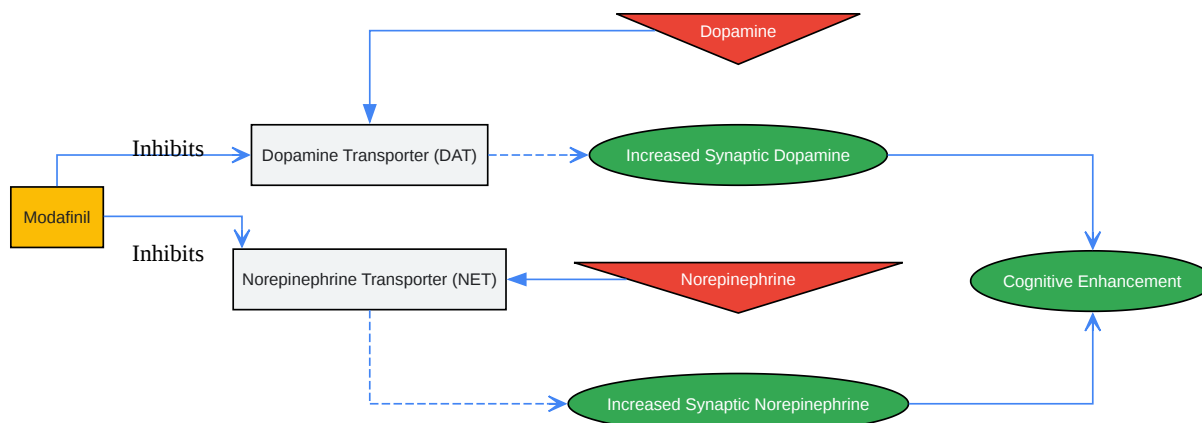 Dopamine
Inhibits
Dopamine Transporter (DAT)
Increased Synaptic Dopamine
Modafinil
Inhibits
Norepinephrine Transporter (NET)
Norepinephrine
Cognitive Enhancement
Increased Synaptic Norepinephrine